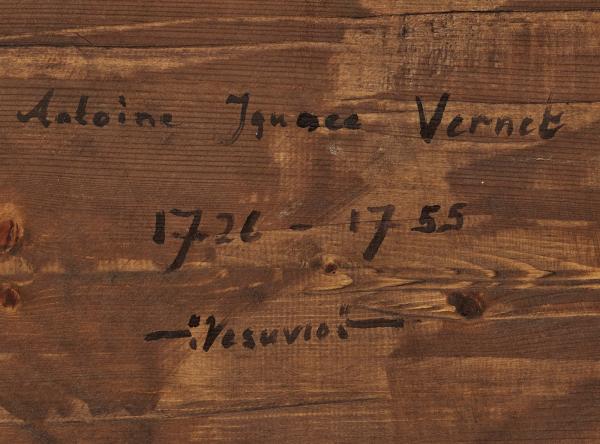 Antoine Ignace Vernet
1726 - 1755
— "Vesuvio" —